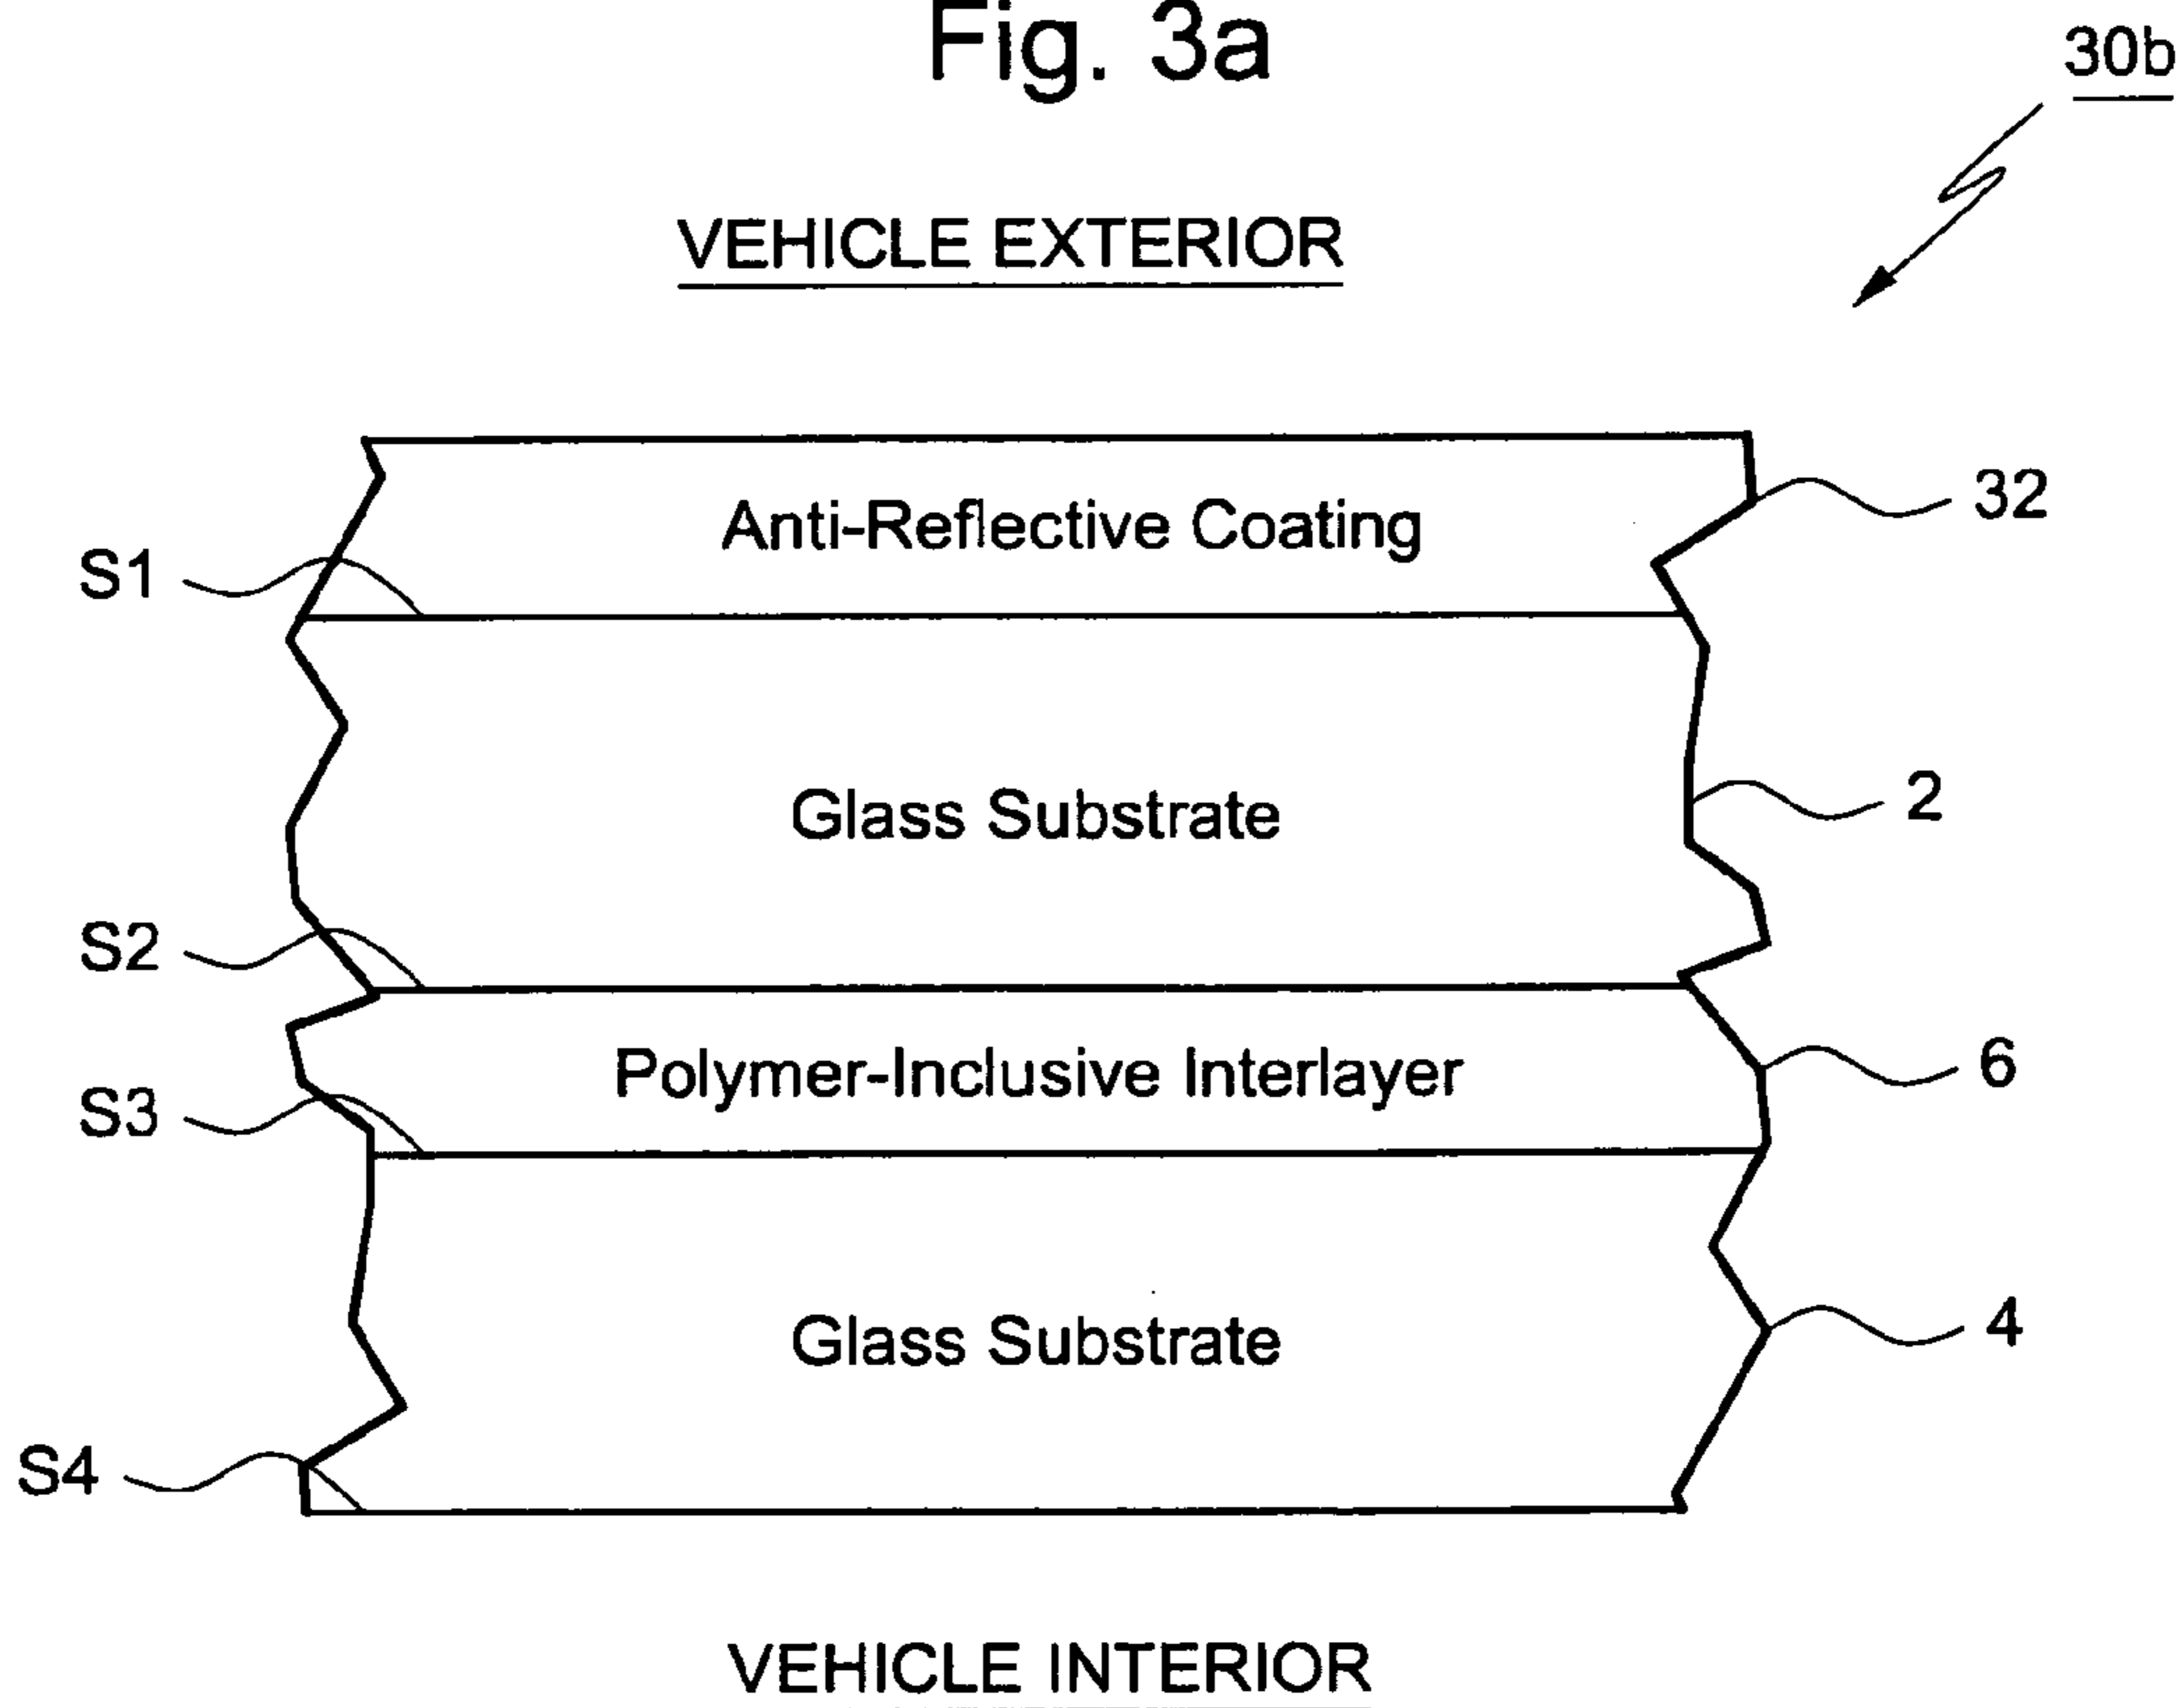 Fig. 3a
30b
VEHICLE EXTERIOR
Anti-Reflective Coating
32
S1
Glass Substrate
2
S2
Polymer-Inclusive Interlayer
6
S3
Glass Substrate
4
S4
VEHICLE INTERIOR